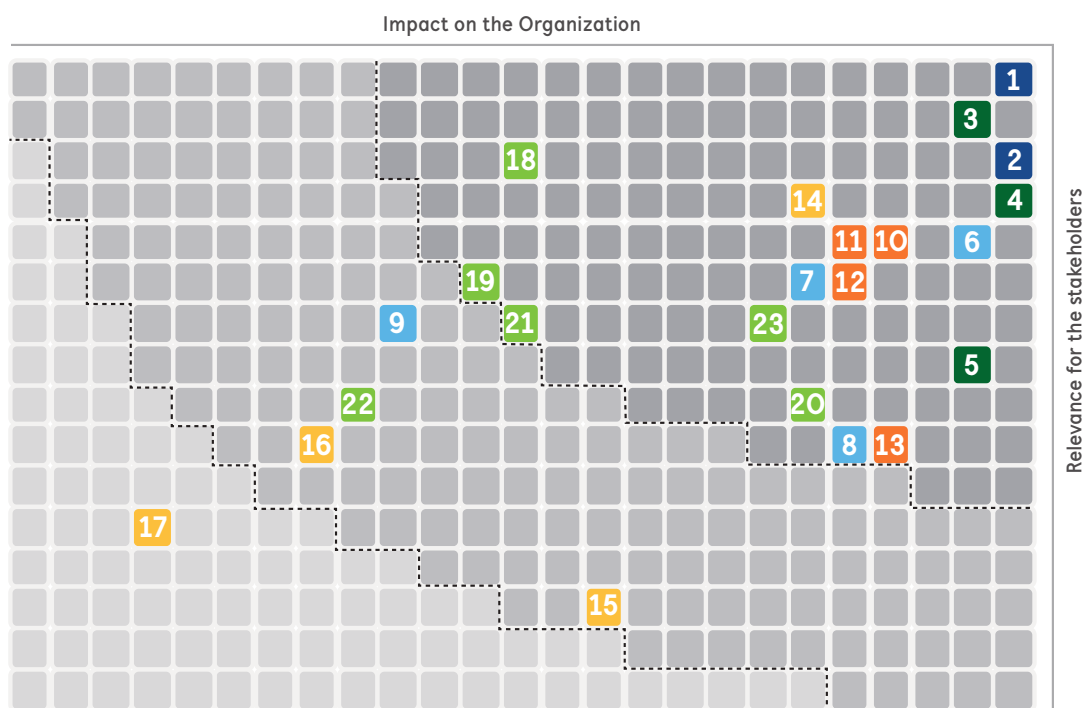 Impact on the Organization
1
3
18
2
14
4
11 10 6
19 7 12
9 21 23
5
22 20
16 8 13
17
15
Relevance for the stakeholders